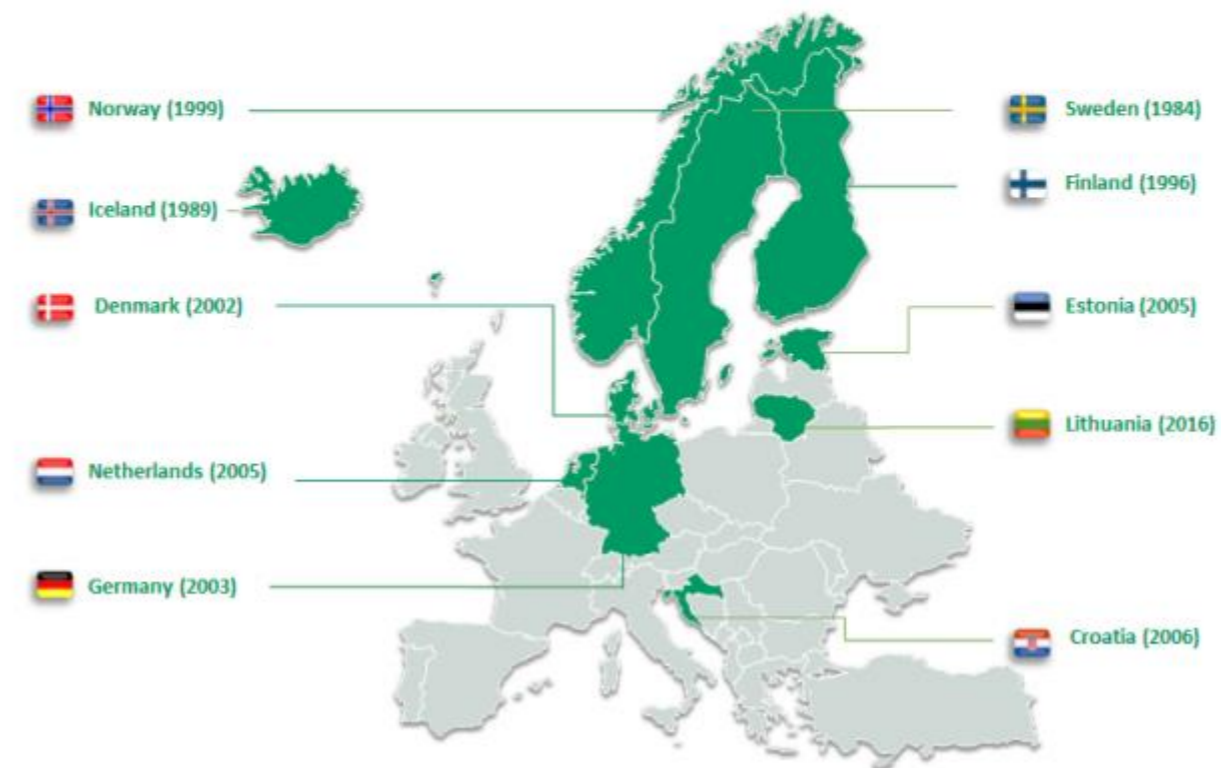 Norway (1999)
Sweden (1984)
Finland (1996)
Iceland (1989)
Denmark (2002)
Estonia (2005)
Lithuania (2016)
Netherlands (2005)
Germany (2003)
Croatia (2006)